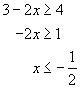 3 − 2x ≥ 4
−2x ≥ 1
x ≤ −1/2